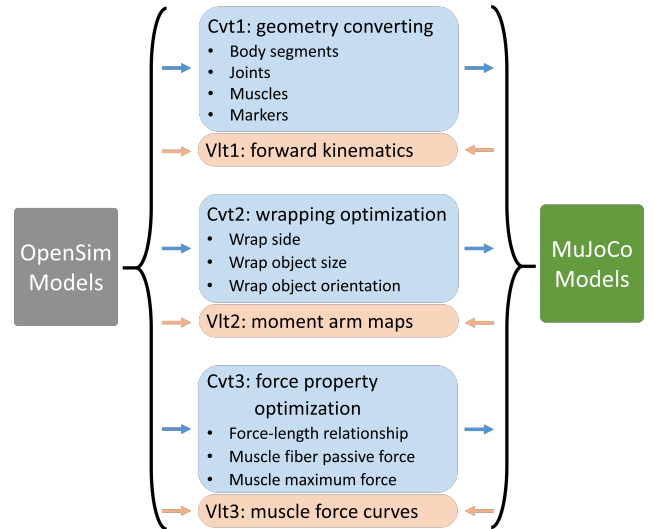 OpenSim
Models
Cvt1: geometry converting
• Body segments
• Joints
• Muscles
• Markers
Vlt1: forward kinematics
Cvt2: wrapping optimization
• Wrap side
• Wrap object size
• Wrap object orientation
Vlt2: moment arm maps
Cvt3: force property
optimization
• Force-length relationship
• Muscle fiber passive force
• Muscle maximum force
Vlt3: muscle force curves
MuJoCo
Models